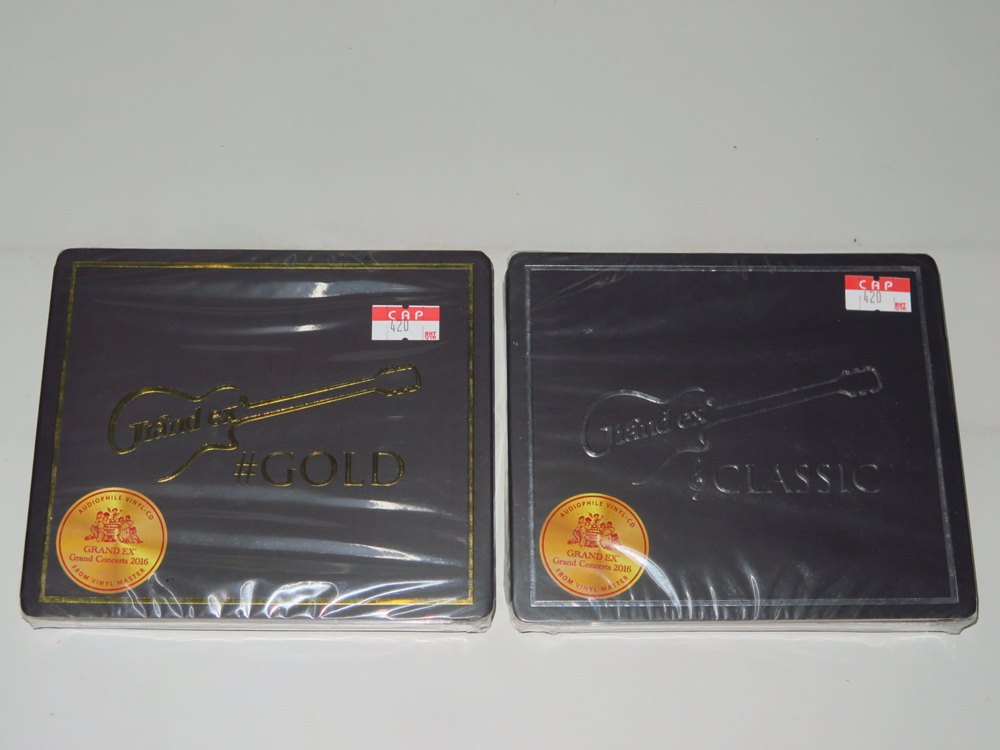 CAP
420
Grand ex'
#GOLD
AUDIOPHILE VINYL-CD
GRAND EX'
Grand Concerts 2016
FROM VINYL MASTER
CAP
420
Grand ex'
CLASSIC
AUDIOPHILE VINYL-CD
GRAND EX'
Grand Concerts 2016
FROM VINYL MASTER